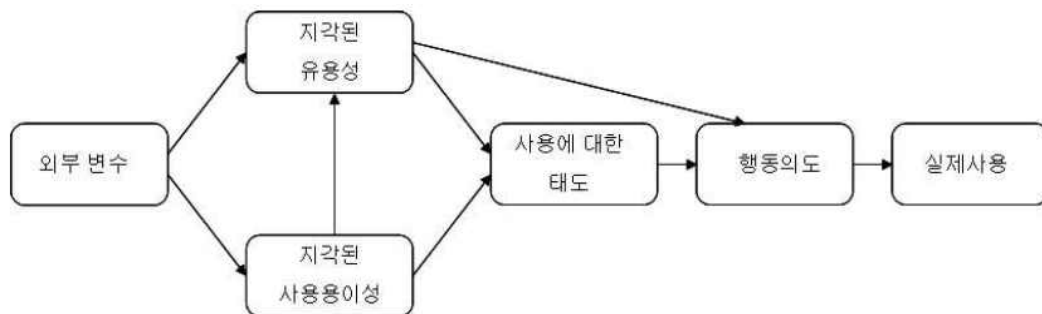 지각된
유용성
외부 변수
사용에 대한
태도
행동의도
실제사용
지각된
사용용이성